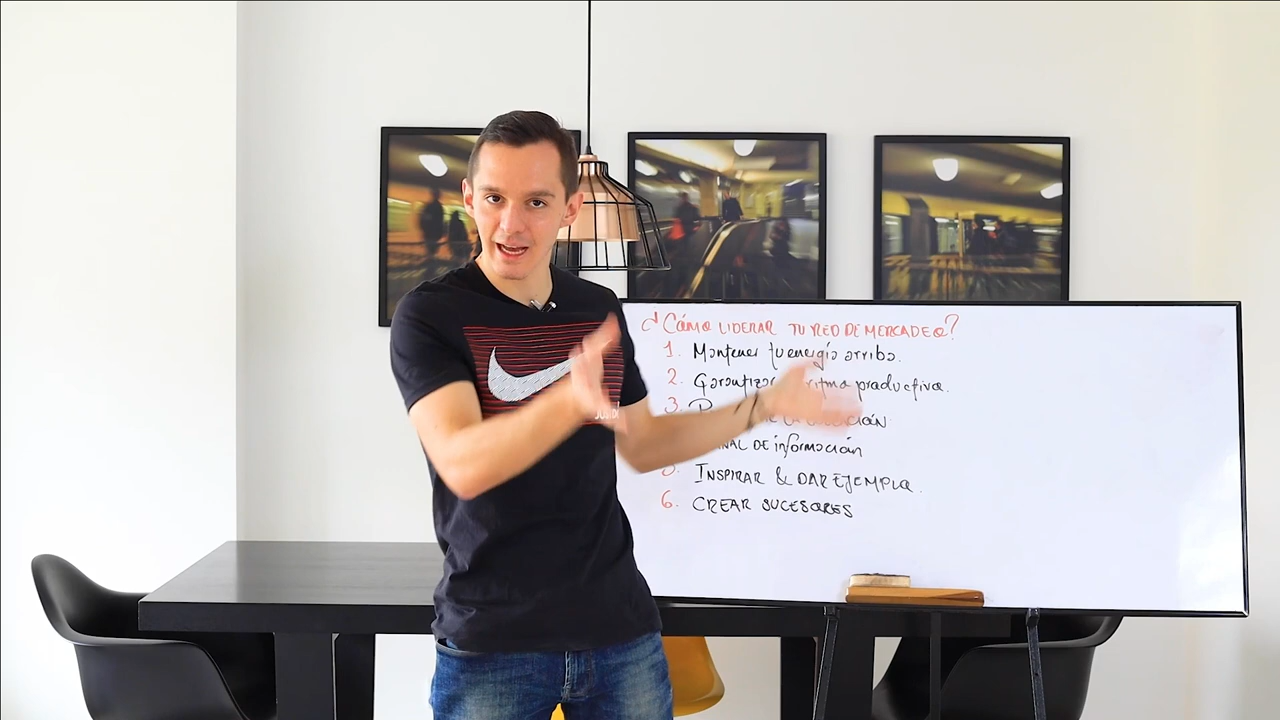 ¿Cómo LIDERAR TU RED DE MERCADEO?
1. Mantener tu energía arriba.
2. Garantizar ritmo productivo.
3.
DE información
5. INSPIRAR & DAR EJEMPLO.
6. CREAR SUCESORES